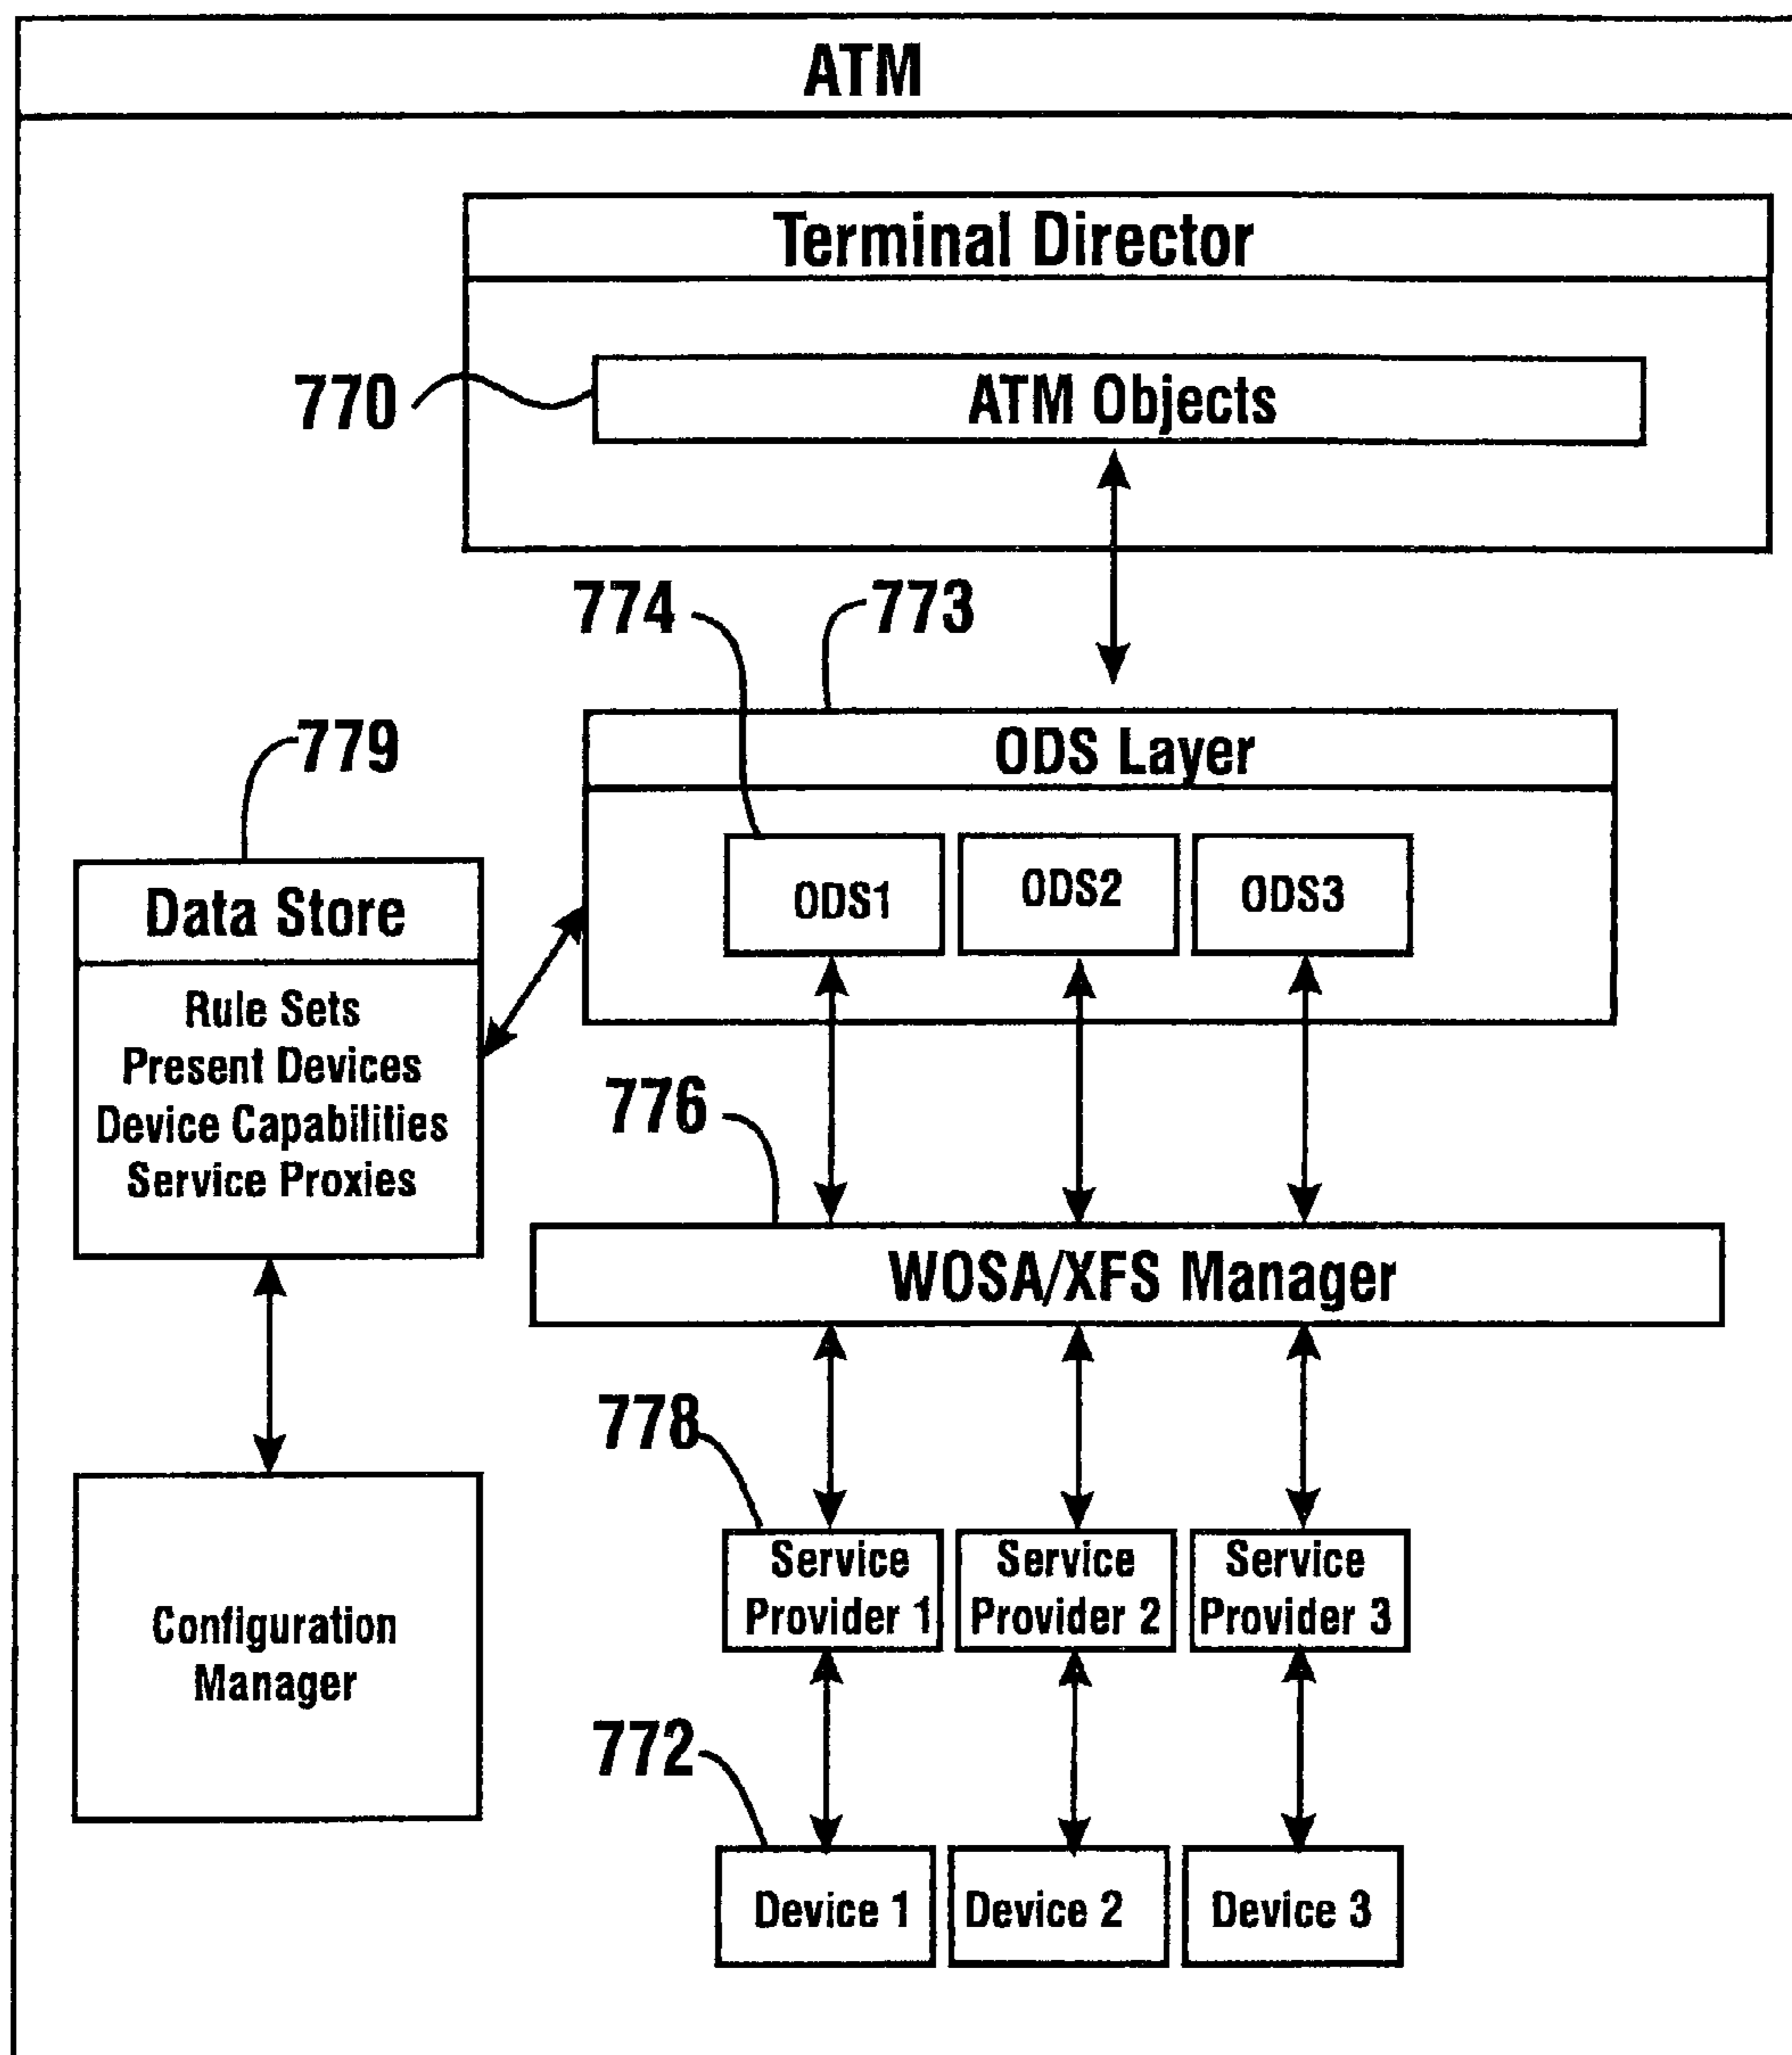 ATM
Terminal Director
770
ATM Objects
774
773
ODS Layer
779
ODS1
ODS2
ODS3
Data Store
Rule Sets
Present Devices
Device Capabilities
Service Proxies
776
WOSA/XFS Manager
778
Service
Provider 1
Service
Provider 2
Service
Provider 3
Configuration
Manager
772
Device 1
Device 2
Device 3